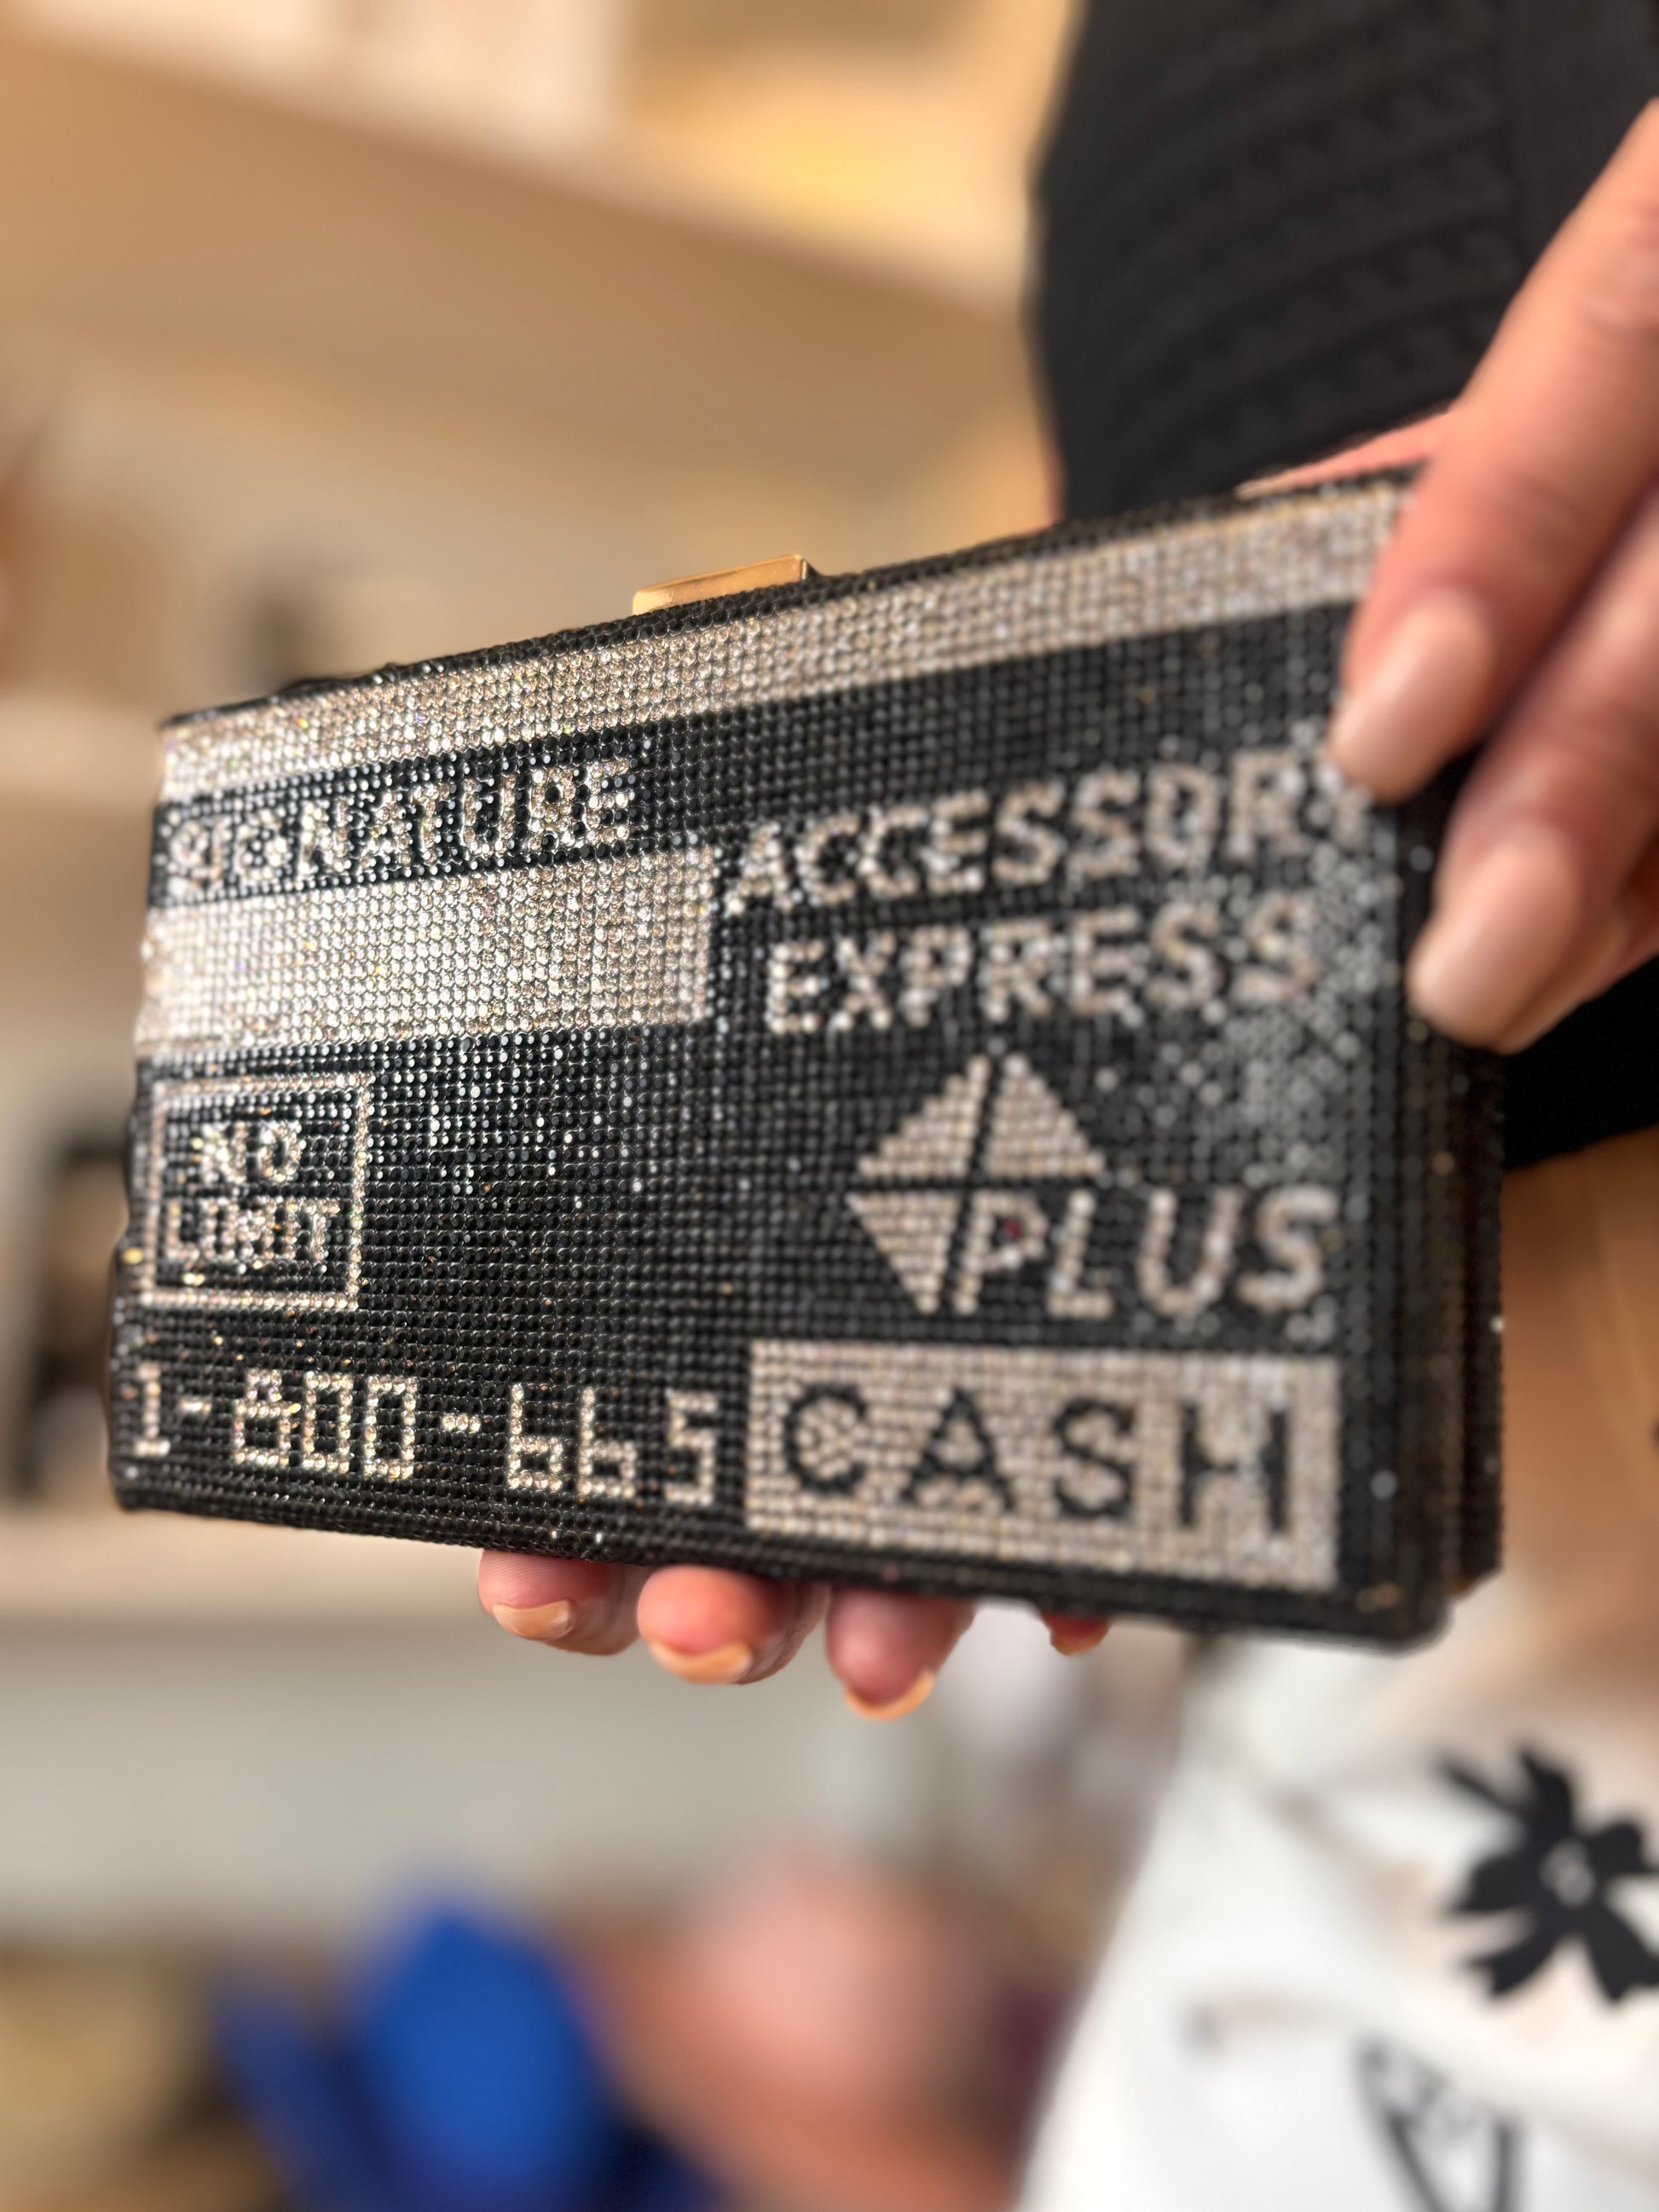 SIGNATURE
ACCESSORY
EXPRESS
NO
LIMIT
PLUS
1-800-665
CASH